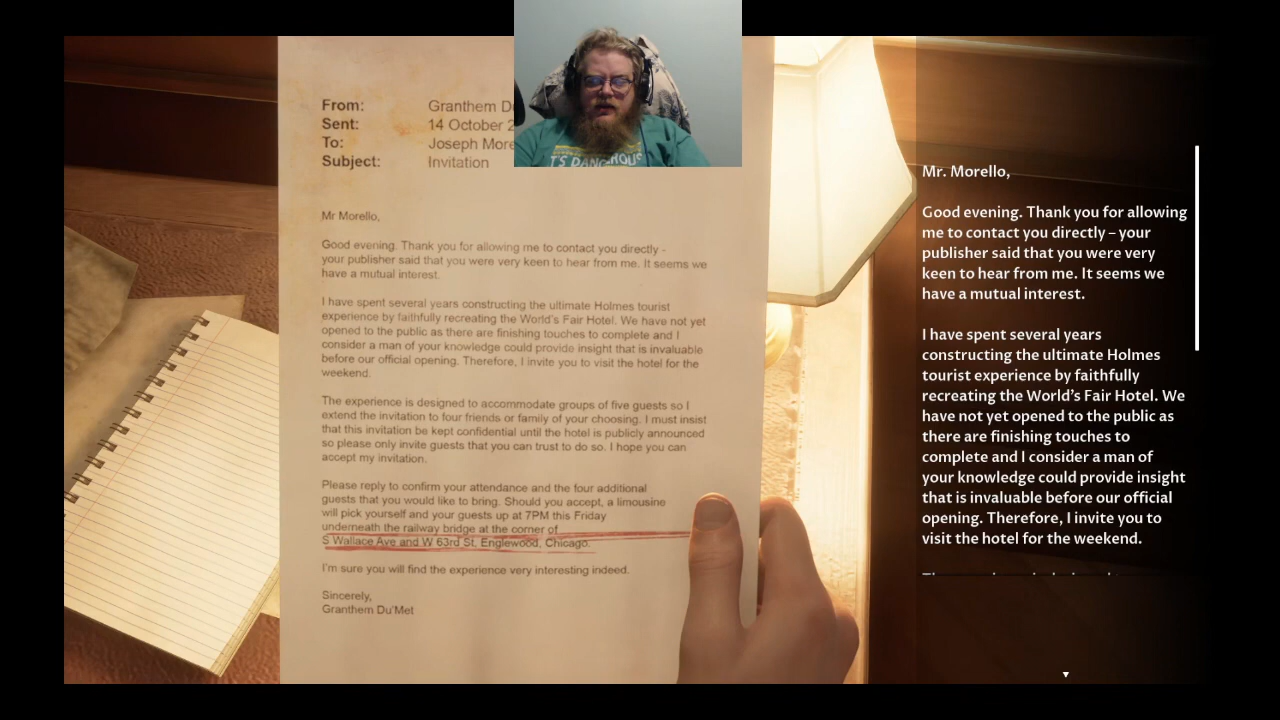 From: Granthem
Sent: 14 October
To: Joseph
Subject: Invitation
Mr Morello,
Good evening. Thank you for allowing me to contact you directly -
your publisher said that you were very keen to hear from me. It seems we
have a mutual interest.
I have spent several years constructing the ultimate Holmes tourist
experience by faithfully recreating the World's Fair Hotel. We have not yet
opened to the public as there are finishing touches to complete and I
consider a man of your knowledge could provide insight that is invaluable
before our official opening. Therefore, I invite you to visit the hotel for the
weekend.
The experience is designed to accommodate groups of five guests so I
extend the invitation to four friends or family of your choosing. I must insist
that this invitation be kept confidential until the hotel is publicly announced
so please only invite guests that you can trust to do so. I hope you can
accept my invitation.
Please reply to confirm your attendance and the four additional
guests that you would like to bring. Should you accept, a limousine
will pick yourself and your guests up at 7PM this Friday
underneath the railway bridge at the corner of
S Wallace Ave and W 63rd St, Englewood, Chicago.
I'm sure you will find the experience very interesting indeed.
Sincerely,
Granthem Du'Met
Mr. Morello,
Good evening. Thank you for allowing
me to contact you directly – your
publisher said that you were very
keen to hear from me. It seems we
have a mutual interest.
I have spent several years
constructing the ultimate Holmes
tourist experience by faithfully
recreating the World's Fair Hotel. We
have not yet opened to the public as
there are finishing touches to
complete and I consider a man of
your knowledge could provide insight
that is invaluable before our official
opening. Therefore, I invite you to
visit the hotel for the weekend.